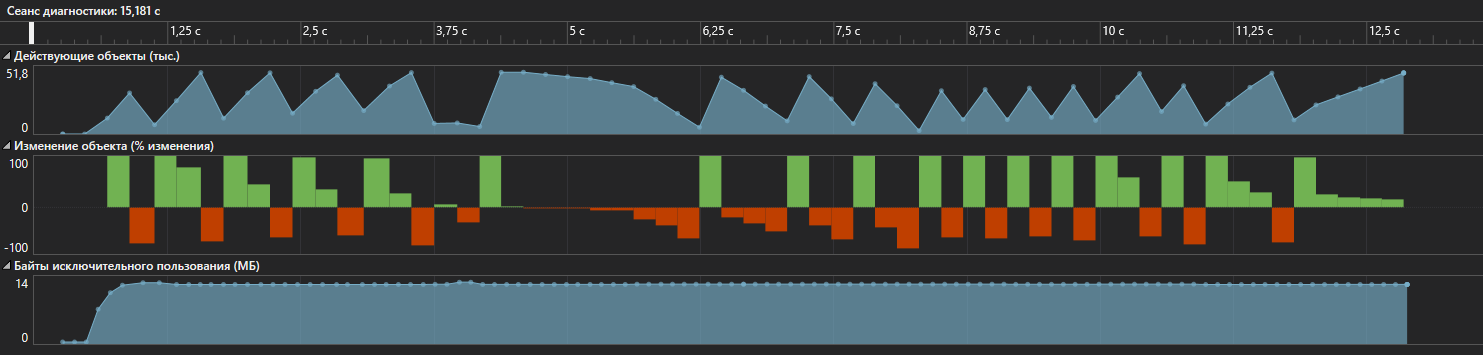 Сеанс диагностики: 15,181 с
1,25 с 2,5 с 3,75 с 5 с 6,25 с 7,5 с 8,75 с 10 с 11,25 с 12,5 с
Действующие объекты (тыс.)
51,8
0
Изменение объекта (% изменения)
100
0
-100
Байты исключительного пользования (МБ)
14
0